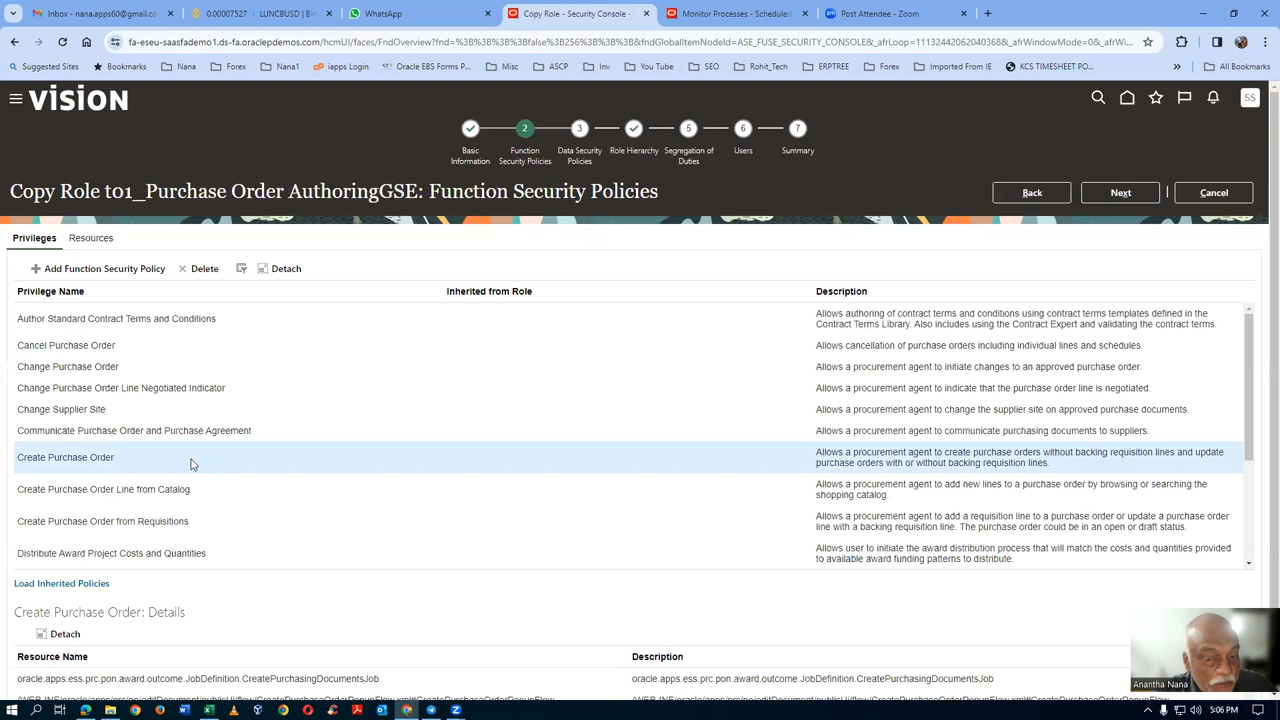 nana.apps60@gmail.co
0.00007527 | LUNCBUSD | Bin
WhatsApp
Copy Role - Security Console -
Monitor Processes - Scheduled
Post Attendee - Zoom
fa-eseu-saasfademo1.ds-fa.oraclepdemos.com/hcmUI/faces/FndOverview?fnd=%3B%3B%3B%3Bfalse%3B256%3B%3B%3B&fndGlobalItemNodeId=ASE_FUSE_SECURITY_CONSOLE&_afrLoop=11132442062040368&_afrWindowMode=0&_afrWi...
Suggested Sites
Bookmarks
Nana
Forex
Nana1
iapps Login
Oracle EBS Forms P...
Misc
ASCP
Inv
You Tube
SEO
Rohit_Tech
ERPTREE
Forex
Imported From IE
KCS TIMESHEET PO...
»
All Bookmarks
VISION
SS
2 3 5 6 7
Basic Information
Function Security Policies
Data Security Policies
Role Hierarchy
Segregation of Duties
Users
Summary
Copy Role t01_Purchase Order AuthoringGSE: Function Security Policies
Back Next | Cancel
Privileges Resources
Add Function Security Policy Delete Detach
Privilege Name Inherited from Role Description
Author Standard Contract Terms and Conditions Allows authoring of contract terms and conditions using contract terms templates defined in the
Contract Terms Library. Also includes using the Contract Expert and validating the contract terms.
Cancel Purchase Order Allows cancellation of purchase orders including individual lines and schedules.
Change Purchase Order Allows a procurement agent to initiate changes to an approved purchase order.
Change Purchase Order Line Negotiated Indicator Allows a procurement agent to indicate that the purchase order line is negotiated.
Change Supplier Site Allows a procurement agent to change the supplier site on approved purchase documents.
Communicate Purchase Order and Purchase Agreement Allows a procurement agent to communicate purchasing documents to suppliers.
Create Purchase Order Allows a procurement agent to create purchase orders without backing requisition lines and update
purchase orders with or without backing requisition lines.
Create Purchase Order Line from Catalog Allows a procurement agent to add new lines to a purchase order by browsing or searching the
shopping catalog.
Create Purchase Order from Requisitions Allows a procurement agent to add a requisition line to a purchase order or update a purchase order
line with a backing requisition line. The purchase order could be in an open or draft status.
Distribute Award Project Costs and Quantities Allows user to initiate the award distribution process that will match the costs and quantities provided
to available award funding patterns to distribute.
Load Inherited Policies
Create Purchase Order: Details
Detach
Resource Name Description
oracle.apps.ess.prc.pon.award.outcome.JobDefinition.CreatePurchasingDocumentsJob oracle.apps.ess.prc.pon.award.outcome.JobDefinition.CreatePurchasingDocumentsJob
Anantha Nana
5:06 PM